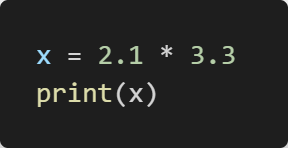 x = 2.1 * 3.3
print(x)